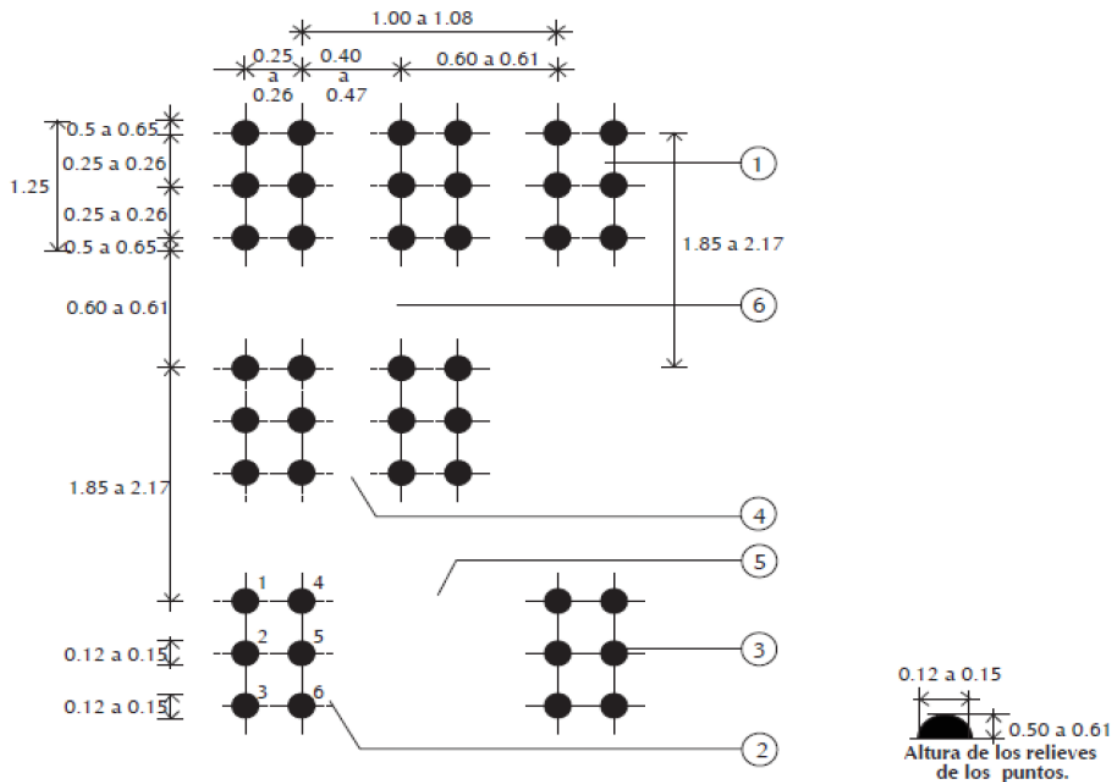 1.00 a 1.08
0.25
a
0.26
0.40
a
0.47
0.60 a 0.61
0.5 a 0.65
0.25 a 0.26
1
1.25
0.25 a 0.26
0.5 a 0.65
1.85 a 2.17
0.60 a 0.61
6
1.85 a 2.17
4
5
1 4
2 5
0.12 a 0.15
3
3 6
0.12 a 0.15
2
0.12 a 0.15
0.50 a 0.61
Altura de los relieves
de los puntos.